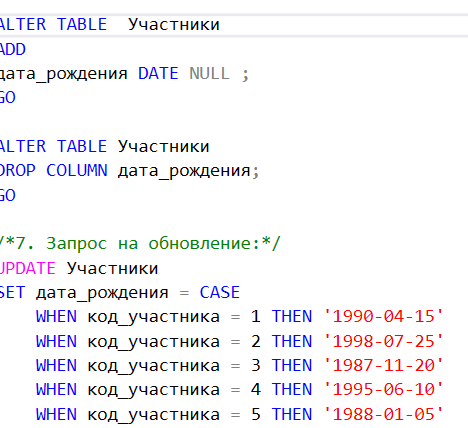 ALTER TABLE  Участники
ADD
дата_рождения DATE NULL ;
GO
ALTER TABLE Участники
DROP COLUMN дата_рождения;
GO
/*7. Запрос на обновление:*/
UPDATE Участники
SET дата_рождения = CASE
WHEN код_участника = 1 THEN '1990-04-15'
WHEN код_участника = 2 THEN '1998-07-25'
WHEN код_участника = 3 THEN '1987-11-20'
WHEN код_участника = 4 THEN '1995-06-10'
WHEN код_участника = 5 THEN '1988-01-05'